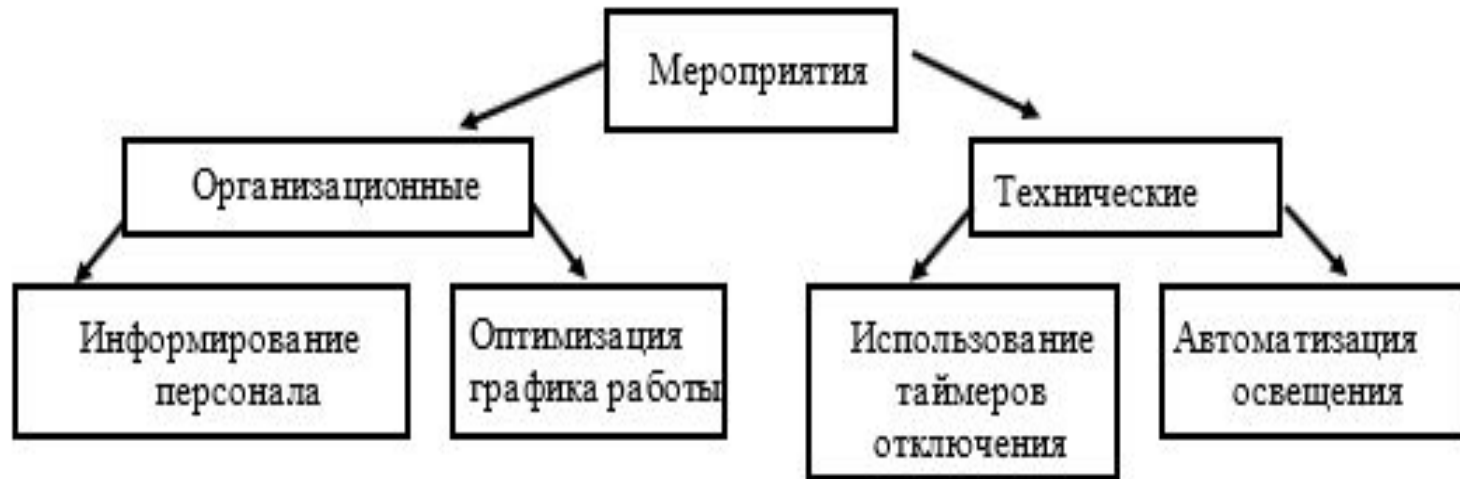 Мероприятия
Организационные
Технические
Информирование
персонала
Оптимизация
графика работы
Использование
таймеров
отключения
Автоматизация
освещения